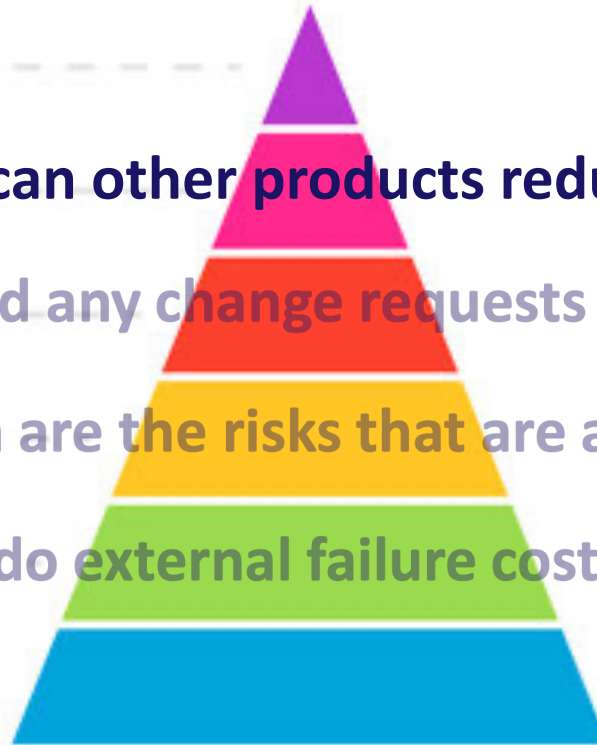 can other products redu
d any change requests
are the risks that are a
do external failure cost